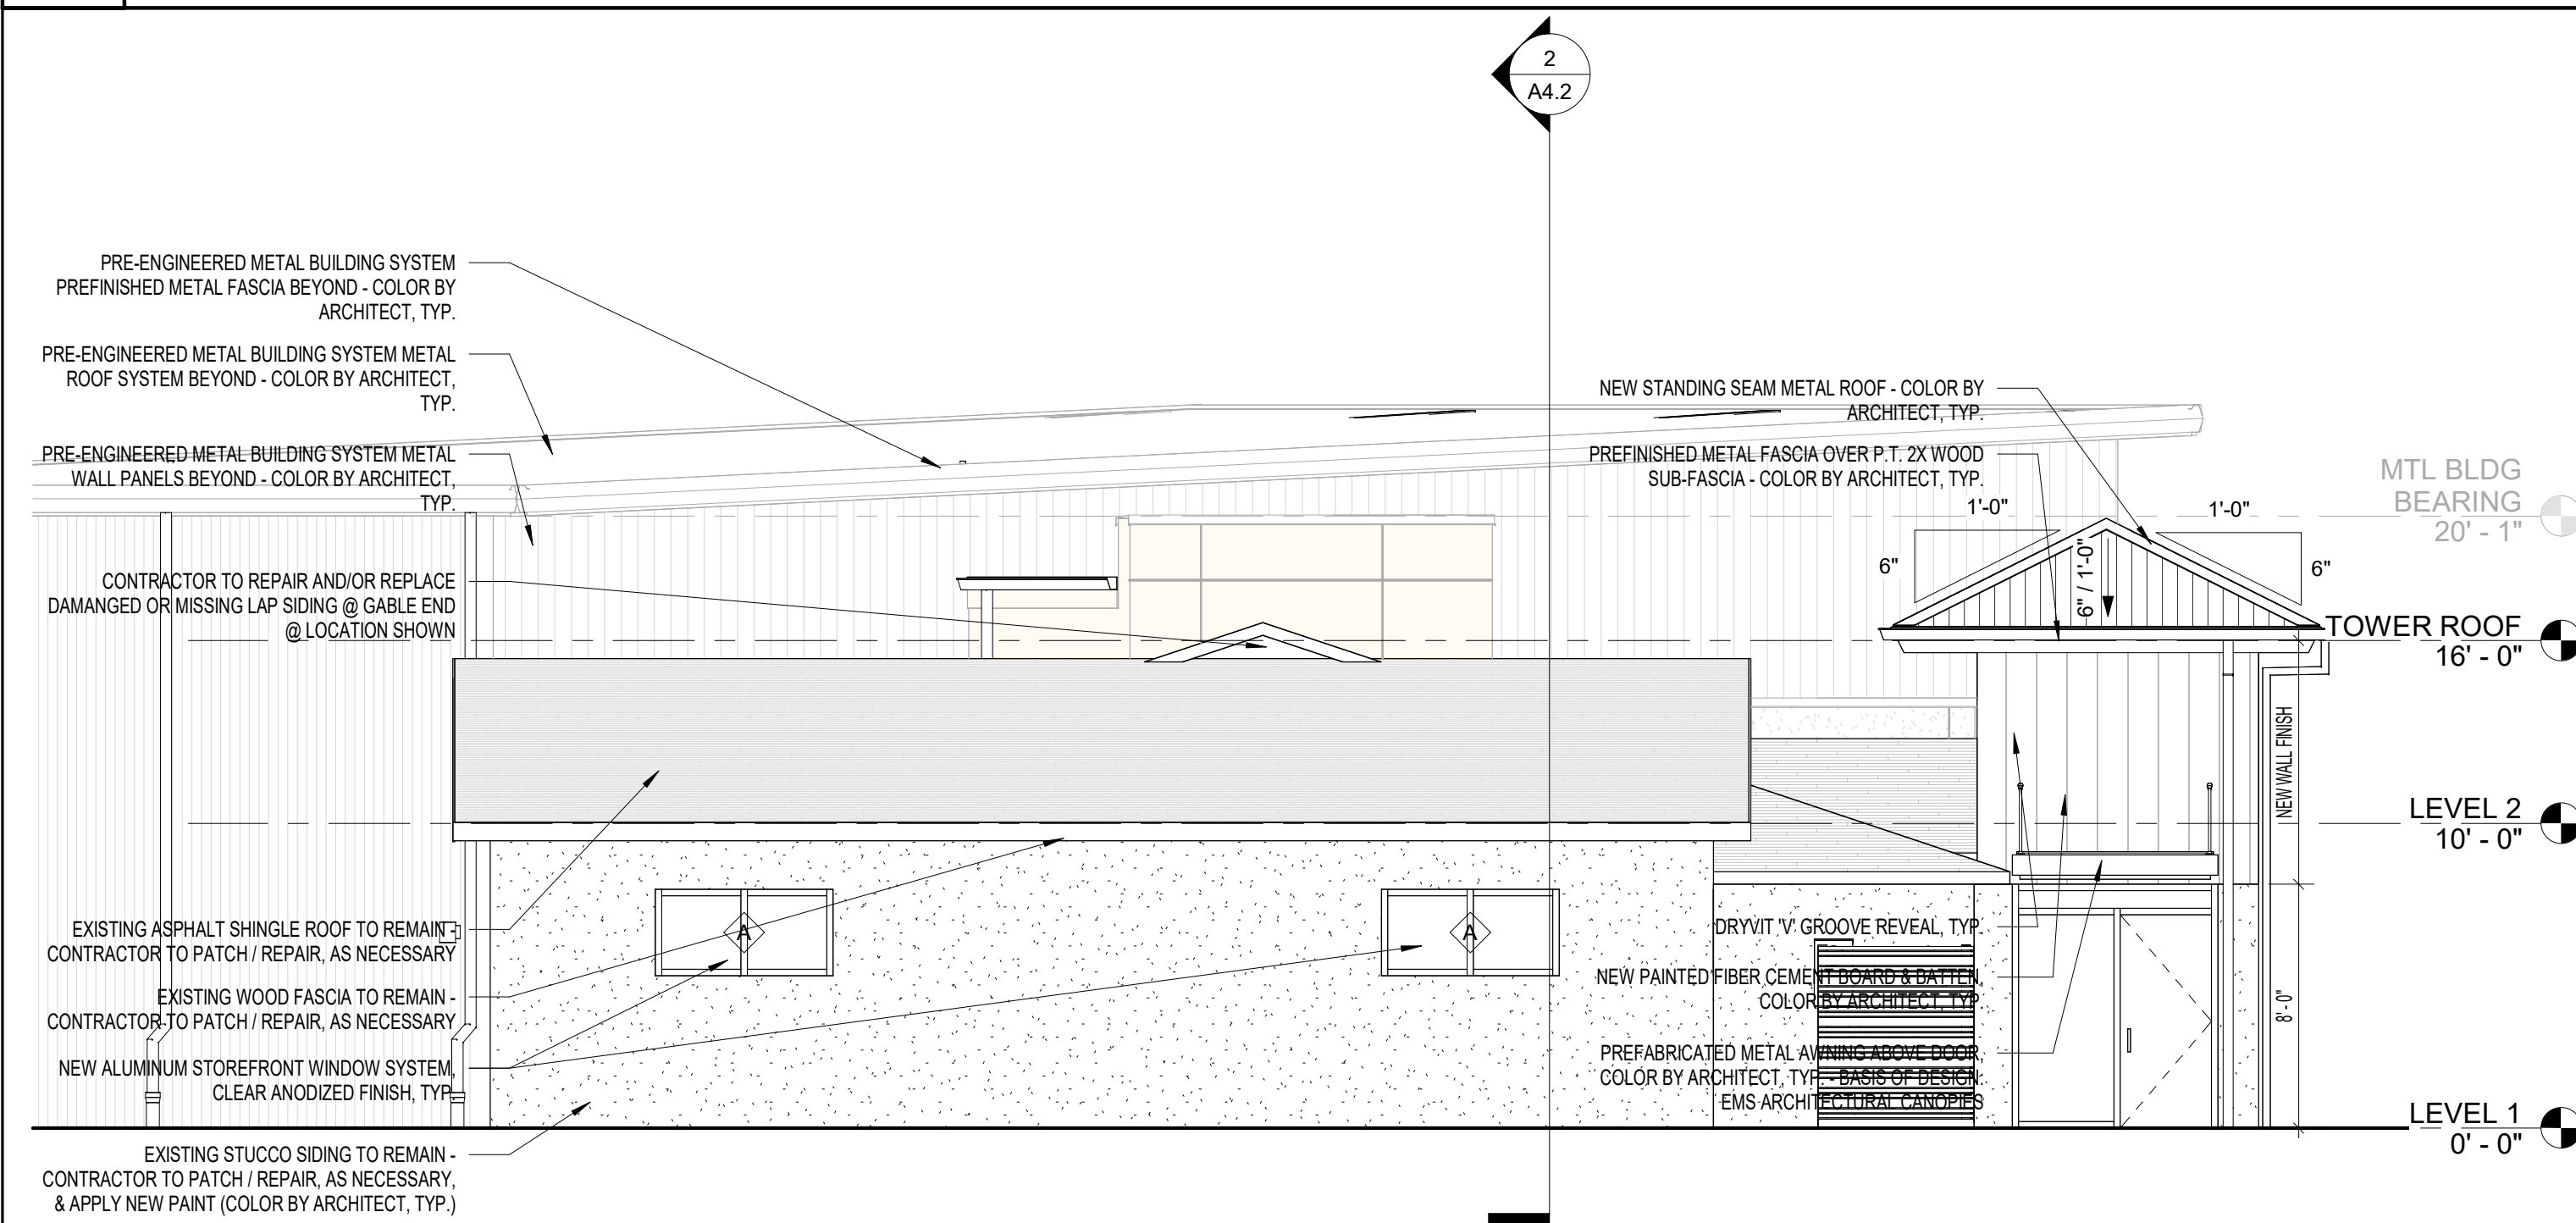 2
A4.2
PRE-ENGINEERED METAL BUILDING SYSTEM
PREFINISHED METAL FASCIA BEYOND - COLOR BY
ARCHITECT, TYP.
PRE-ENGINEERED METAL BUILDING SYSTEM METAL
ROOF SYSTEM BEYOND - COLOR BY ARCHITECT,
TYP.
PRE-ENGINEERED METAL BUILDING SYSTEM METAL
WALL PANELS BEYOND - COLOR BY ARCHITECT,
TYP.
CONTRACTOR TO REPAIR AND/OR REPLACE
DAMANGED OR MISSING LAP SIDING @ GABLE END
@ LOCATION SHOWN
EXISTING ASPHALT SHINGLE ROOF TO REMAIN -
CONTRACTOR TO PATCH / REPAIR, AS NECESSARY
EXISTING WOOD FASCIA TO REMAIN -
CONTRACTOR TO PATCH / REPAIR, AS NECESSARY
NEW ALUMINUM STOREFRONT WINDOW SYSTEM,
CLEAR ANODIZED FINISH, TYP.
EXISTING STUCCO SIDING TO REMAIN -
CONTRACTOR TO PATCH / REPAIR, AS NECESSARY,
& APPLY NEW PAINT (COLOR BY ARCHITECT, TYP.)
A
A
NEW STANDING SEAM METAL ROOF - COLOR BY
ARCHITECT, TYP.
PREFINISHED METAL FASCIA OVER P.T. 2X WOOD
SUB-FASCIA - COLOR BY ARCHITECT, TYP.
1'-0"
1'-0"
6"
6"
6" / 1'-0"
DRYVIT 'V' GROOVE REVEAL, TYP.
NEW PAINTED FIBER CEMENT BOARD & BATTEN,
COLOR BY ARCHITECT, TYP
PREFABRICATED METAL AWNING ABOVE DOOR,
COLOR BY ARCHITECT, TYP. - BASIS OF DESIGN:
EMS ARCHITECTURAL CANOPIES
NEW WALL FINISH
8'-0"
MTL BLDG
BEARING
20' - 1"
TOWER ROOF
16' - 0"
LEVEL 2
10' - 0"
LEVEL 1
0' - 0"